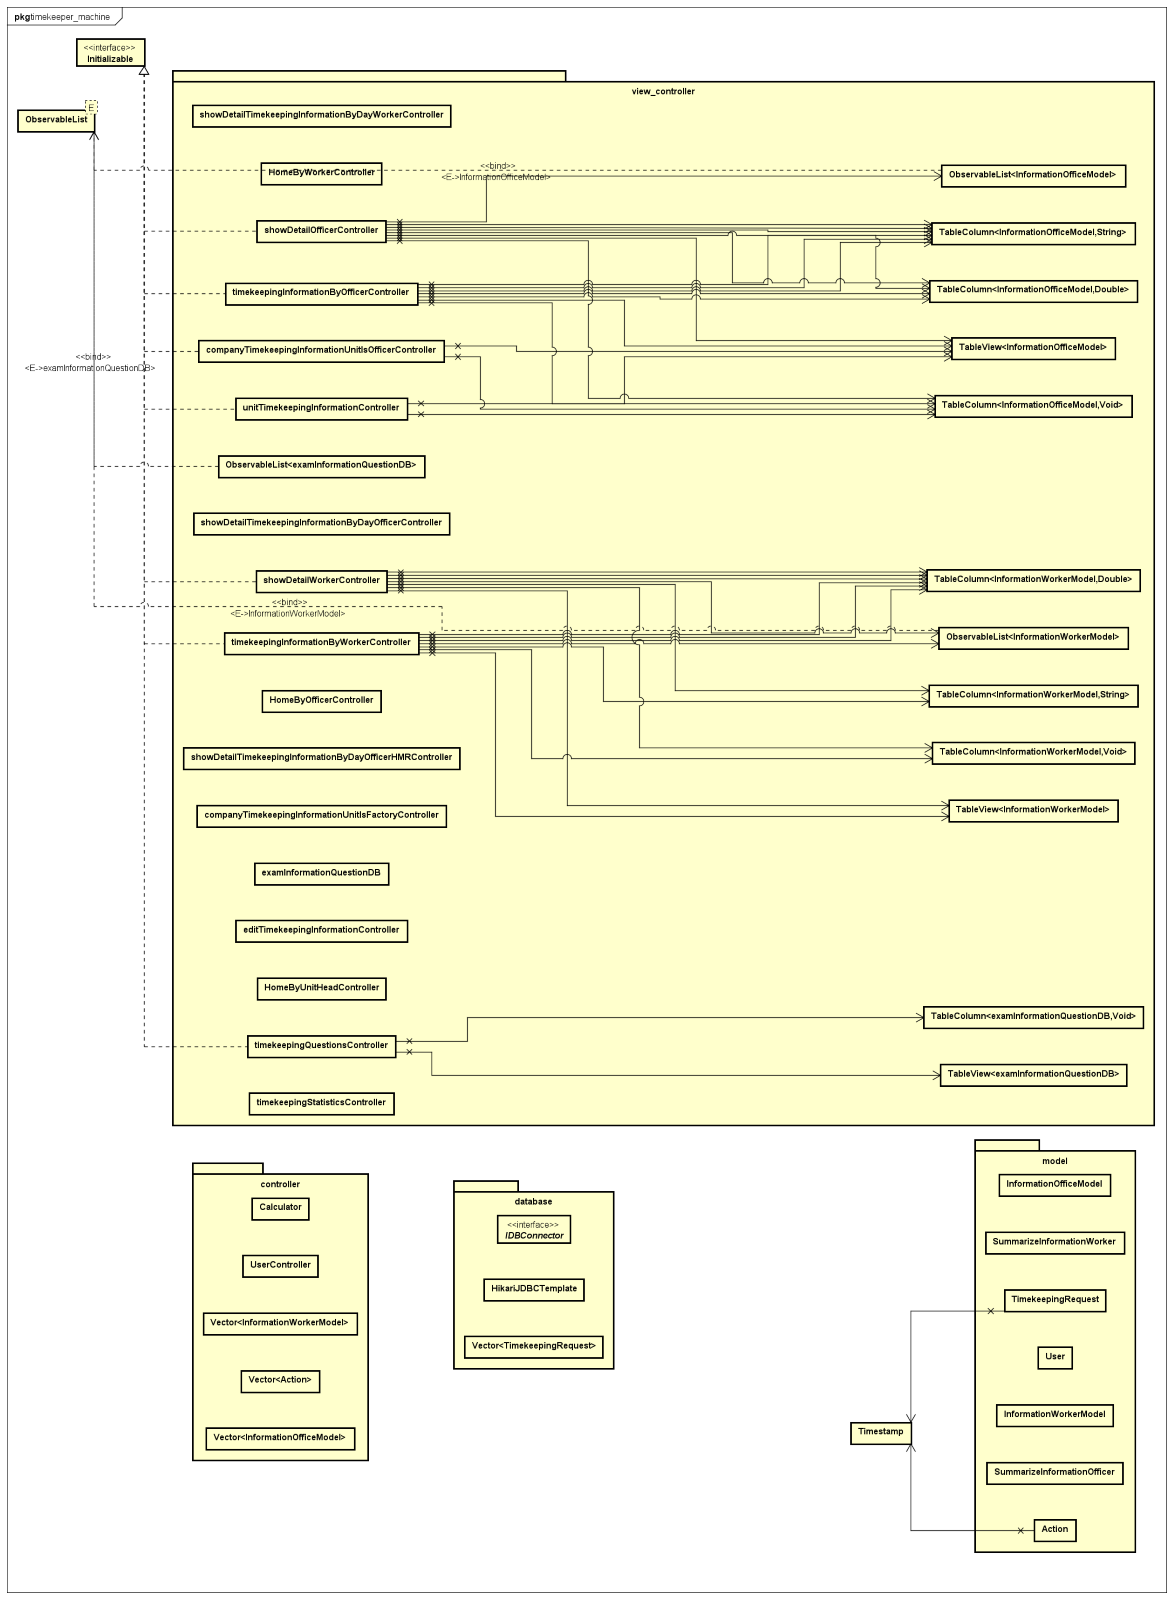 pkgtimekeeper_machine
<<interface>>
Initializable
E
ObservableList
view_controller
showDetailTimekeepingInformationByDayWorkerController
HomeByWorkerController
<<bind>>
<E->InformationOfficeModel>
ObservableList<InformationOfficeModel>
showDetailOfficerController
TableColumn<InformationOfficeModel,String>
timekeepingInformationByOfficerController
TableColumn<InformationOfficeModel,Double>
companyTimekeepingInformationUnitIsOfficerController
TableView<InformationOfficeModel>
<<bind>>
<E->examInformationQuestionDB>
unitTimekeepingInformationController
TableColumn<InformationOfficeModel,Void>
ObservableList<examInformationQuestionDB>
showDetailTimekeepingInformationByDayOfficerController
showDetailWorkerController
TableColumn<InformationWorkerModel,Double>
<<bind>>
<E->InformationWorkerModel>
timekeepingInformationByWorkerController
ObservableList<InformationWorkerModel>
HomeByOfficerController
TableColumn<InformationWorkerModel,String>
showDetailTimekeepingInformationByDayOfficerHMRController
TableColumn<InformationWorkerModel,Void>
companyTimekeepingInformationUnitIsFactoryController
TableView<InformationWorkerModel>
examInformationQuestionDB
editTimekeepingInformationController
HomeByUnitHeadController
TableColumn<examInformationQuestionDB,Void>
timekeepingQuestionsController
TableView<examInformationQuestionDB>
timekeepingStatisticsController
controller
Calculator
UserController
Vector<InformationWorkerModel>
Vector<Action>
Vector<InformationOfficeModel>
database
<<interface>>
IDBConnector
HikariJDBCTemplate
Vector<TimekeepingRequest>
model
InformationOfficeModel
SummarizeInformationWorker
TimekeepingRequest
User
InformationWorkerModel
Timestamp
SummarizeInformationOfficer
Action